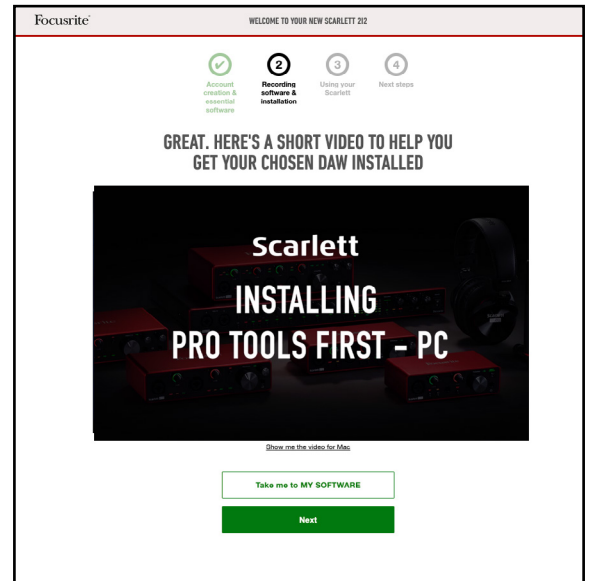 Focusrite
WELCOME TO YOUR NEW SCARLETT 2I2
2
3
4
Account
creation &
essential
software
Recording
software &
installation
Using your
Scarlett
Next steps
GREAT. HERE'S A SHORT VIDEO TO HELP YOU
GET YOUR CHOSEN DAW INSTALLED
Scarlett
INSTALLING
PRO TOOLS FIRST – PC
Show me the video for Mac
Take me to MY SOFTWARE
Next